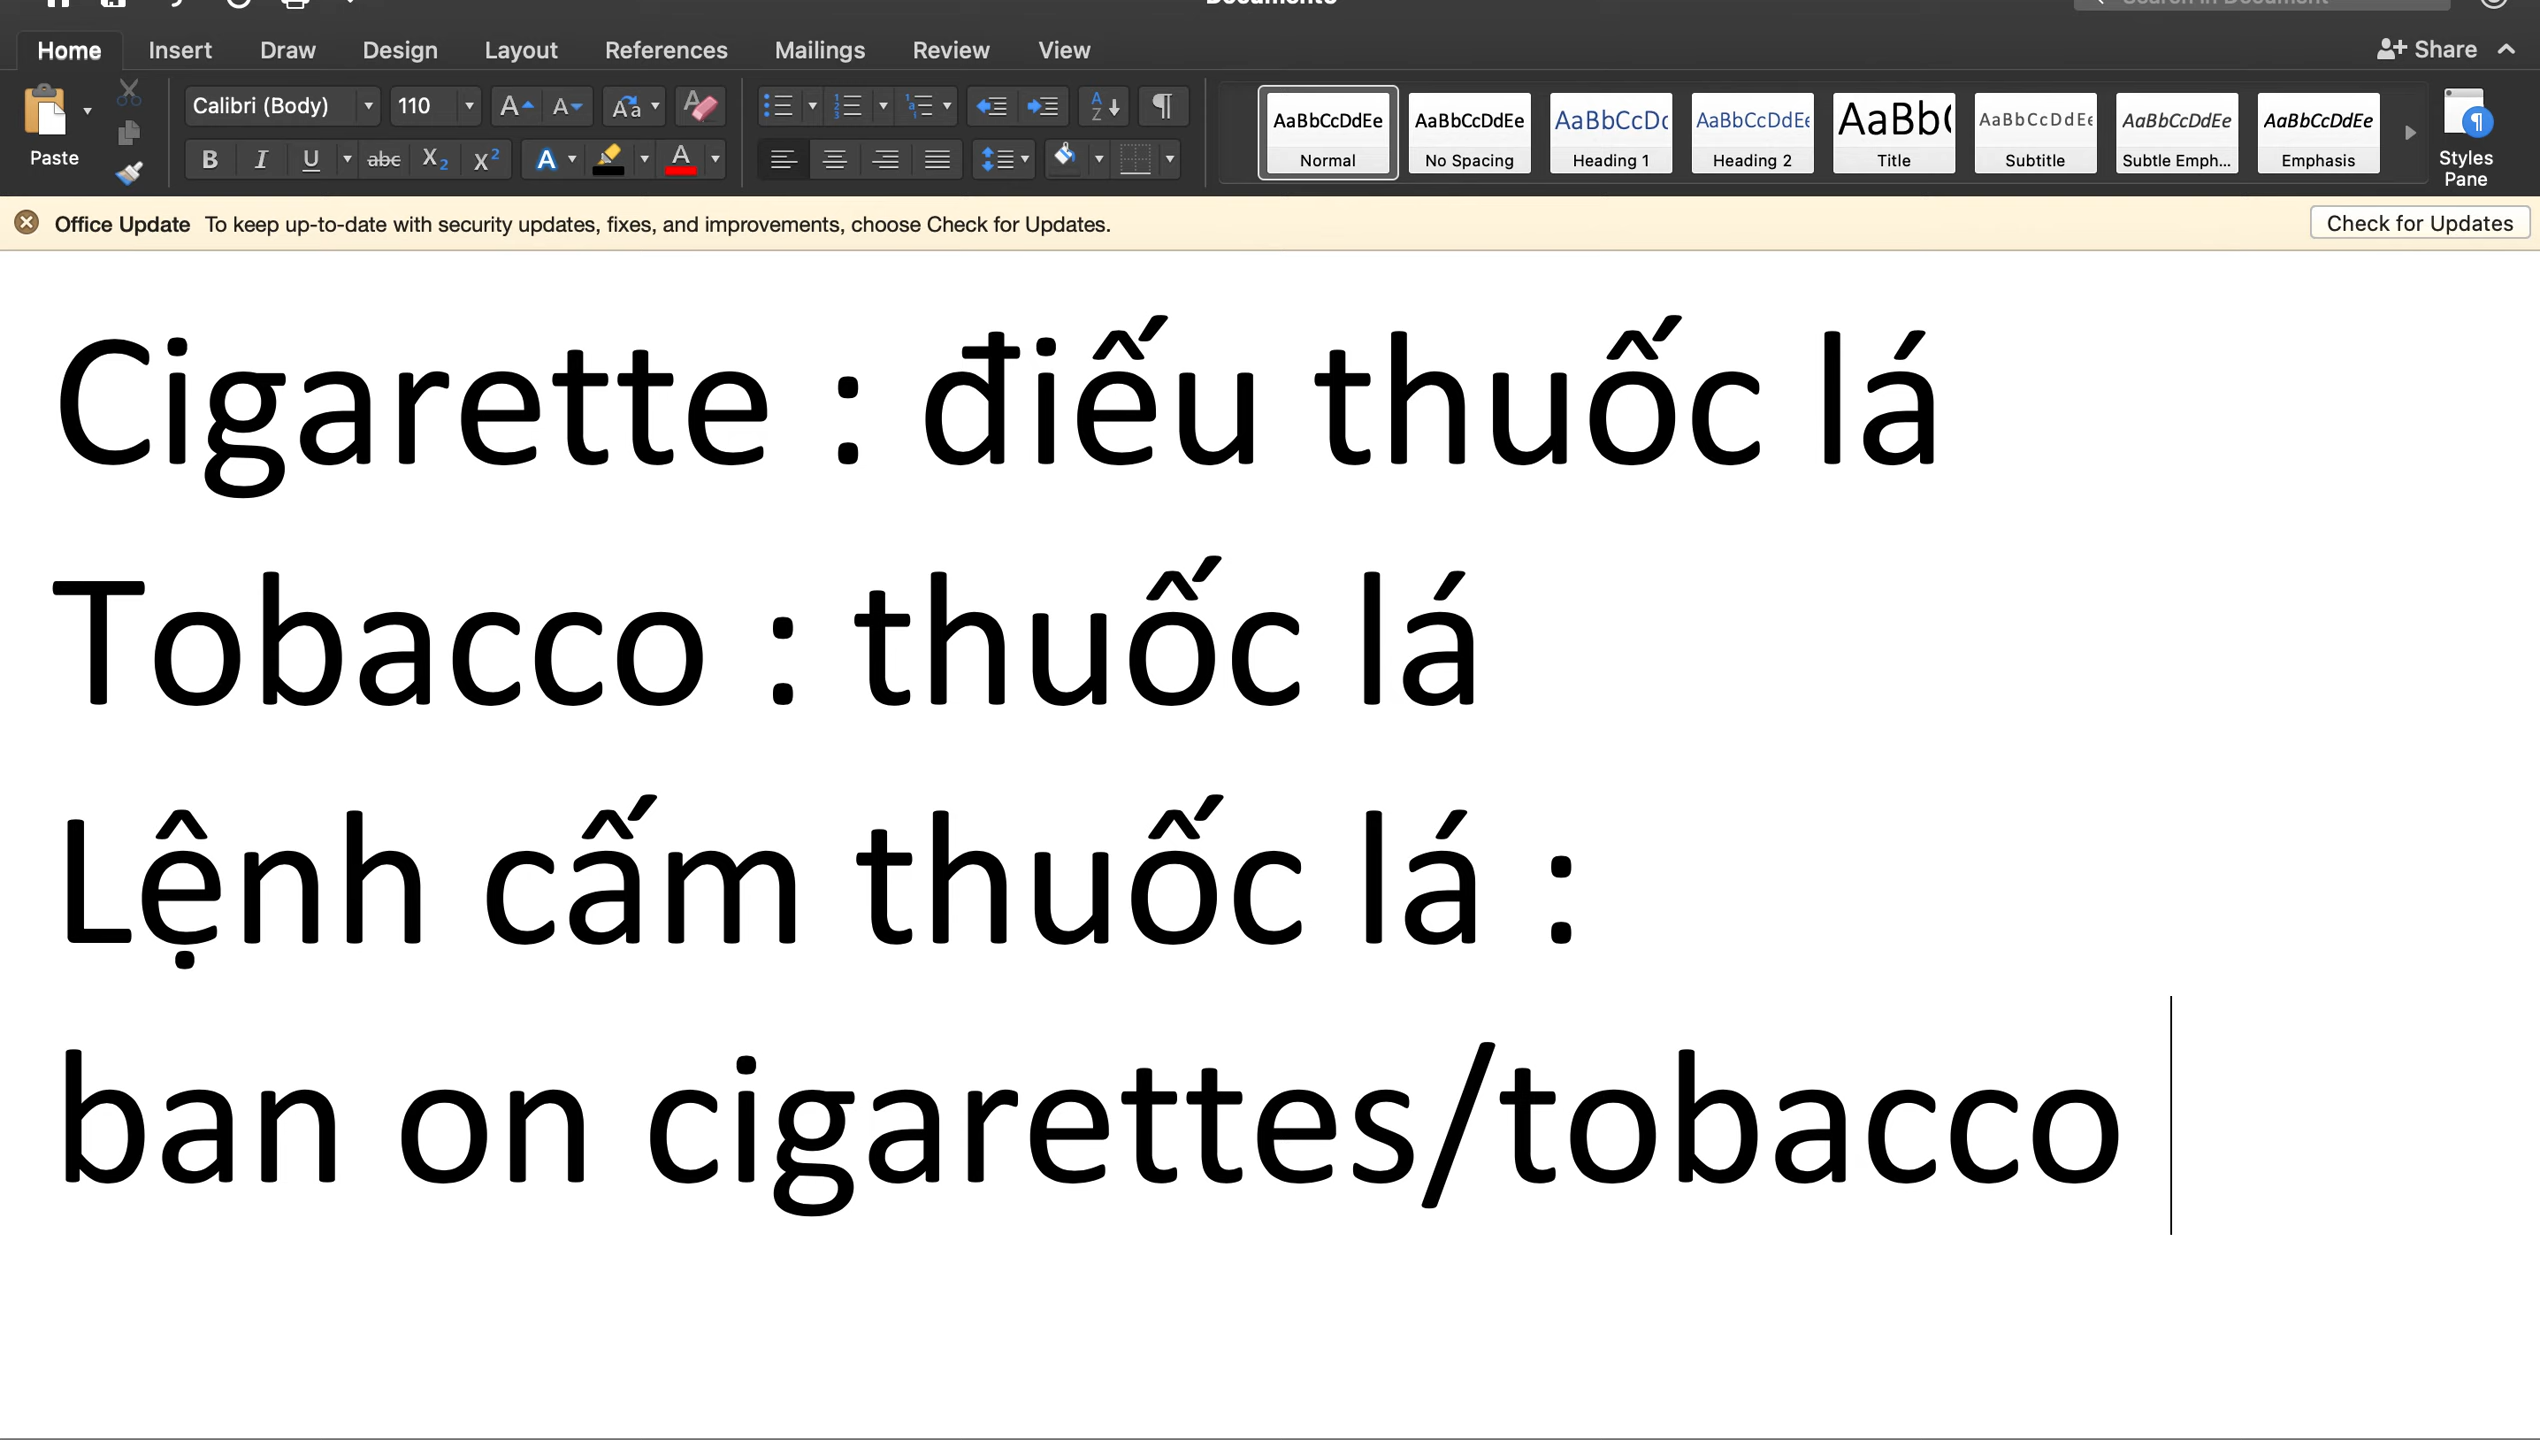 Home Insert Draw Design Layout References Mailings Review View Share
Calibri (Body) 110
Paste
AaBbCcDdEe AaBbCcDdEe AaBbCcDc AaBbCcDdEe AaBb( AaBbCcDdEe AaBbCcDdEe AaBbCcDdEe
Normal No Spacing Heading 1 Heading 2 Title Subtitle Subtle Emph... Emphasis
Styles
Pane
Office Update To keep up-to-date with security updates, fixes, and improvements, choose Check for Updates. Check for Updates
Cigarette : điếu thuốc lá
Tobacco : thuốc lá
Lệnh cấm thuốc lá :
ban on cigarettes/tobacco